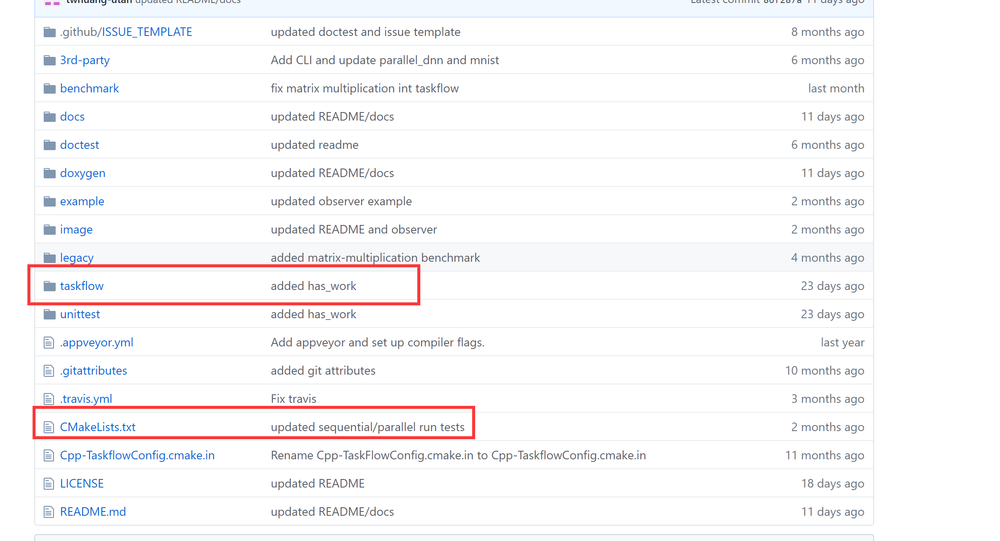 twhuang-utah updated README/docs Latest commit 86f287a 11 days ago
.github/ISSUE_TEMPLATE updated doctest and issue template 8 months ago
3rd-party Add CLI and update parallel_dnn and mnist 6 months ago
benchmark fix matrix multiplication int taskflow last month
docs updated README/docs 11 days ago
doctest updated readme 6 months ago
doxygen updated README/docs 11 days ago
example updated observer example 2 months ago
image updated README and observer 2 months ago
legacy added matrix-multiplication benchmark 4 months ago
taskflow added has_work 23 days ago
unittest added has_work 23 days ago
.appveyor.yml Add appveyor and set up compiler flags. last year
.gitattributes added git attributes 10 months ago
.travis.yml Fix travis 3 months ago
CMakeLists.txt updated sequential/parallel run tests 2 months ago
Cpp-TaskflowConfig.cmake.in Rename Cpp-TaskFlowConfig.cmake.in to Cpp-TaskflowConfig.cmake.in 11 months ago
LICENSE updated README 18 days ago
README.md updated README/docs 11 days ago